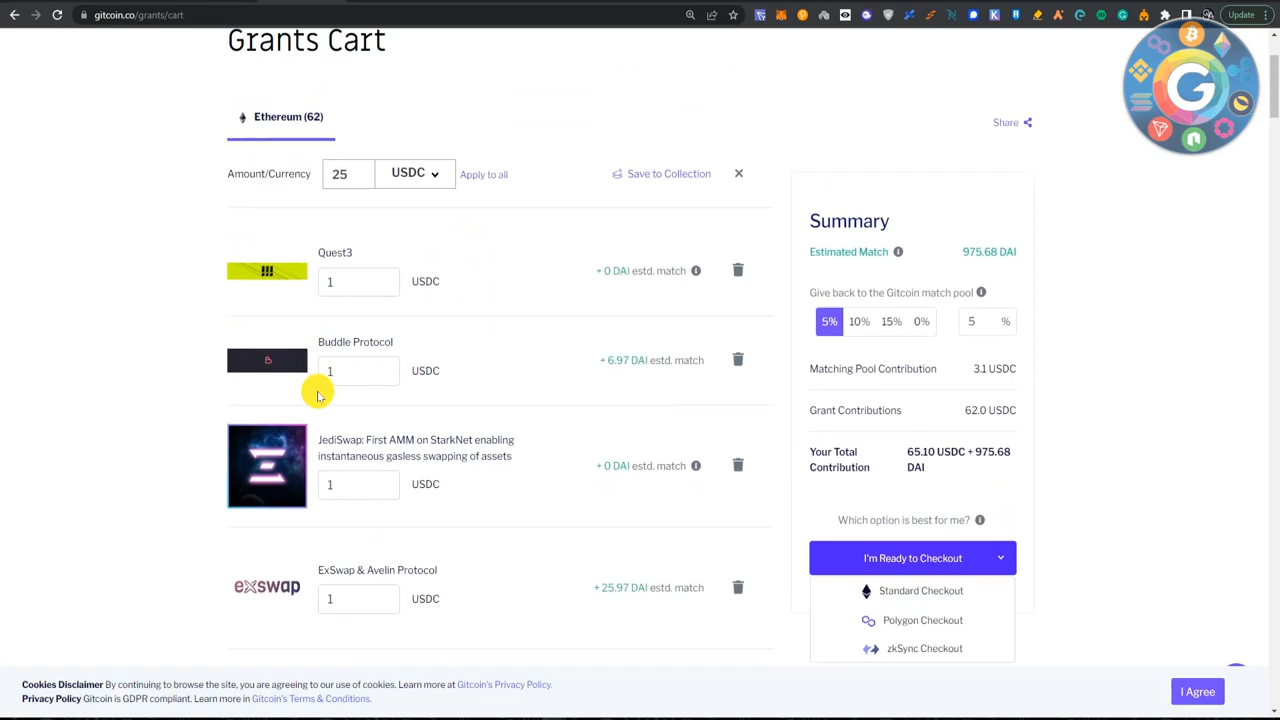 gitcoin.co/grants/cart
Update
Grants Cart
Ethereum (62)
Share
Amount/Currency
25
USDC
Apply to all
Save to Collection
Quest3
1
USDC
+ 0 DAI estd. match
Buddle Protocol
1
USDC
+ 6.97 DAI estd. match
JediSwap: First AMM on StarkNet enabling
instantaneous gasless swapping of assets
1
USDC
+ 0 DAI estd. match
exswap
ExSwap & Avelin Protocol
1
USDC
+ 25.97 DAI estd. match
Summary
Estimated Match
975.68 DAI
Give back to the Gitcoin match pool
5%
10%
15%
0%
5
%
Matching Pool Contribution
3.1 USDC
Grant Contributions
62.0 USDC
Your Total
Contribution
65.10 USDC + 975.68
DAI
Which option is best for me?
I'm Ready to Checkout
Standard Checkout
Polygon Checkout
zkSync Checkout
Cookies Disclaimer By continuing to browse the site, you are agreeing to our use of cookies. Learn more at Gitcoin's Privacy Policy.
Privacy Policy Gitcoin is GDPR compliant. Learn more in Gitcoin's Terms & Conditions.
I Agree
G